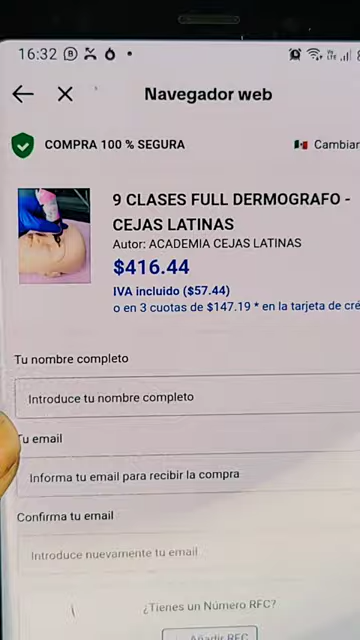 16:32
Navegador web
COMPRA 100 % SEGURA
Cambiar
9 CLASES FULL DERMOGRAFO -
CEJAS LATINAS
Autor: ACADEMIA CEJAS LATINAS
$416.44
IVA incluido ($57.44)
o en 3 cuotas de $147.19 * en la tarjeta de cré
Tu nombre completo
Introduce tu nombre completo
Tu email
Informa tu email para recibir la compra
Confirma tu email
Introduce nuevamente tu email
¿Tienes un Número RFC?
Añadir RFC